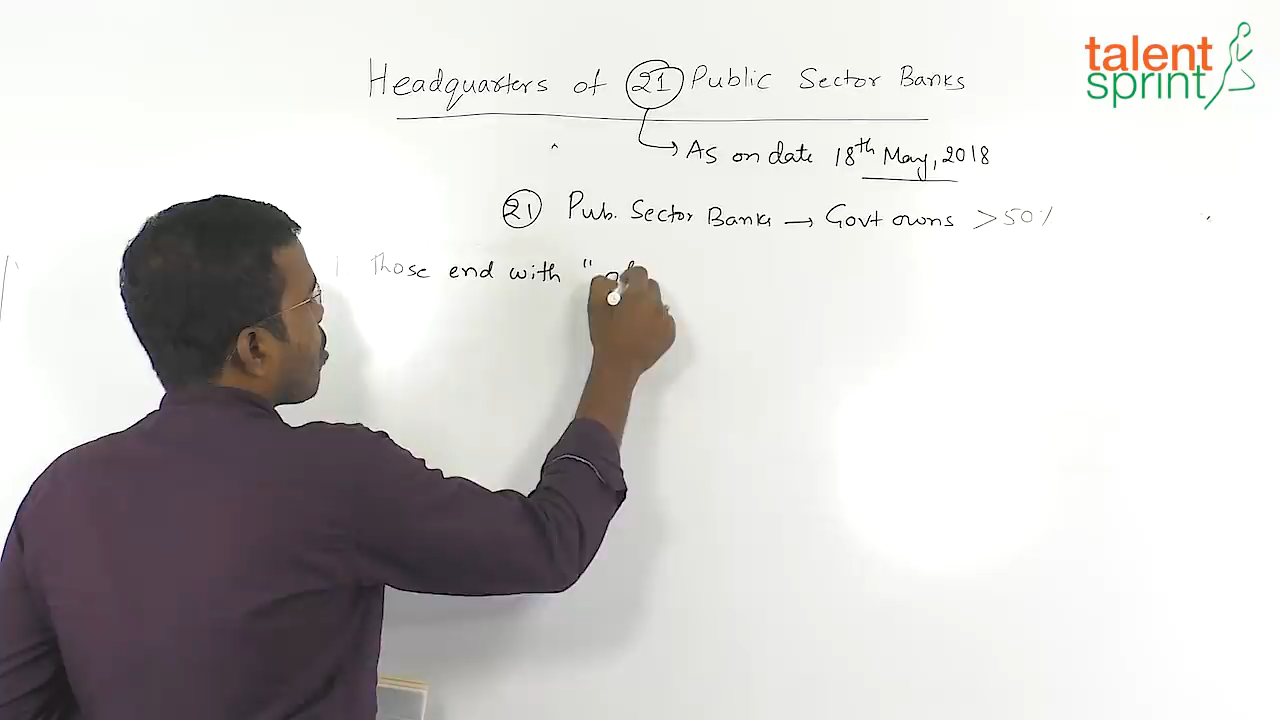 talent
sprint
Headquarters of 21 Public Sector Banks
As on date 18th May, 2018
21 Pub. Sector Banks → Govt owns >50%
Those end with " of